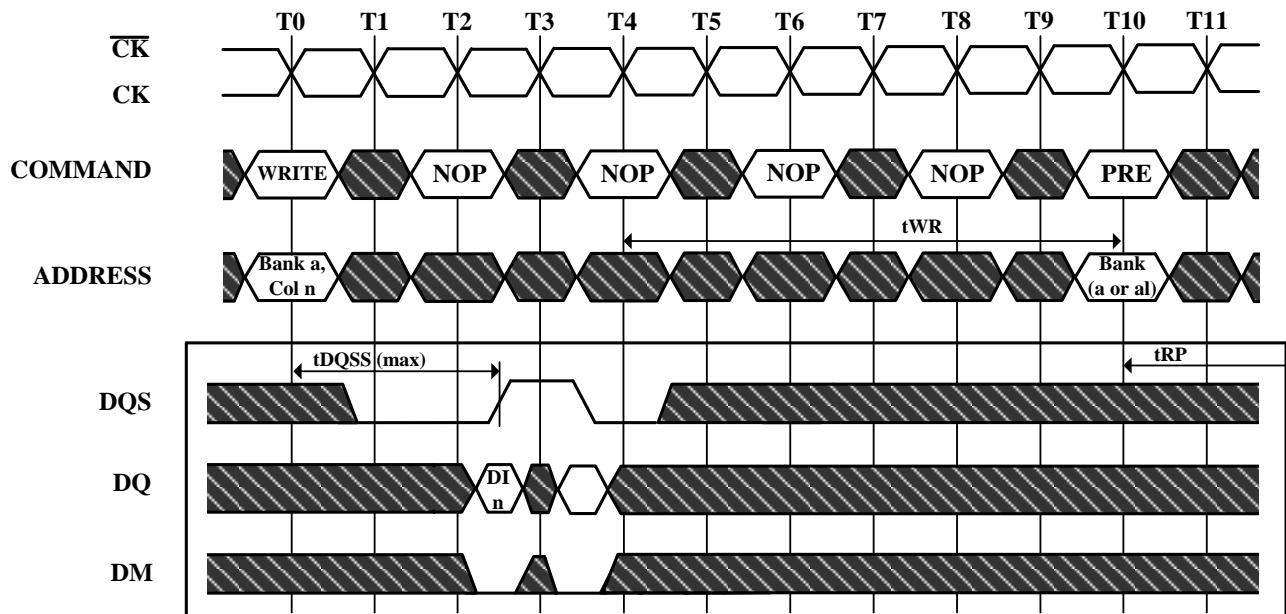 T0 T1 T2 T3 T4 T5 T6 T7 T8 T9 T10 T11
CK
CK
COMMAND WRITE NOP NOP NOP NOP PRE
tWR
ADDRESS Bank a, Col n Bank (a or al)
tDQSS (max) tRP
DQS
DQ DI n
DM